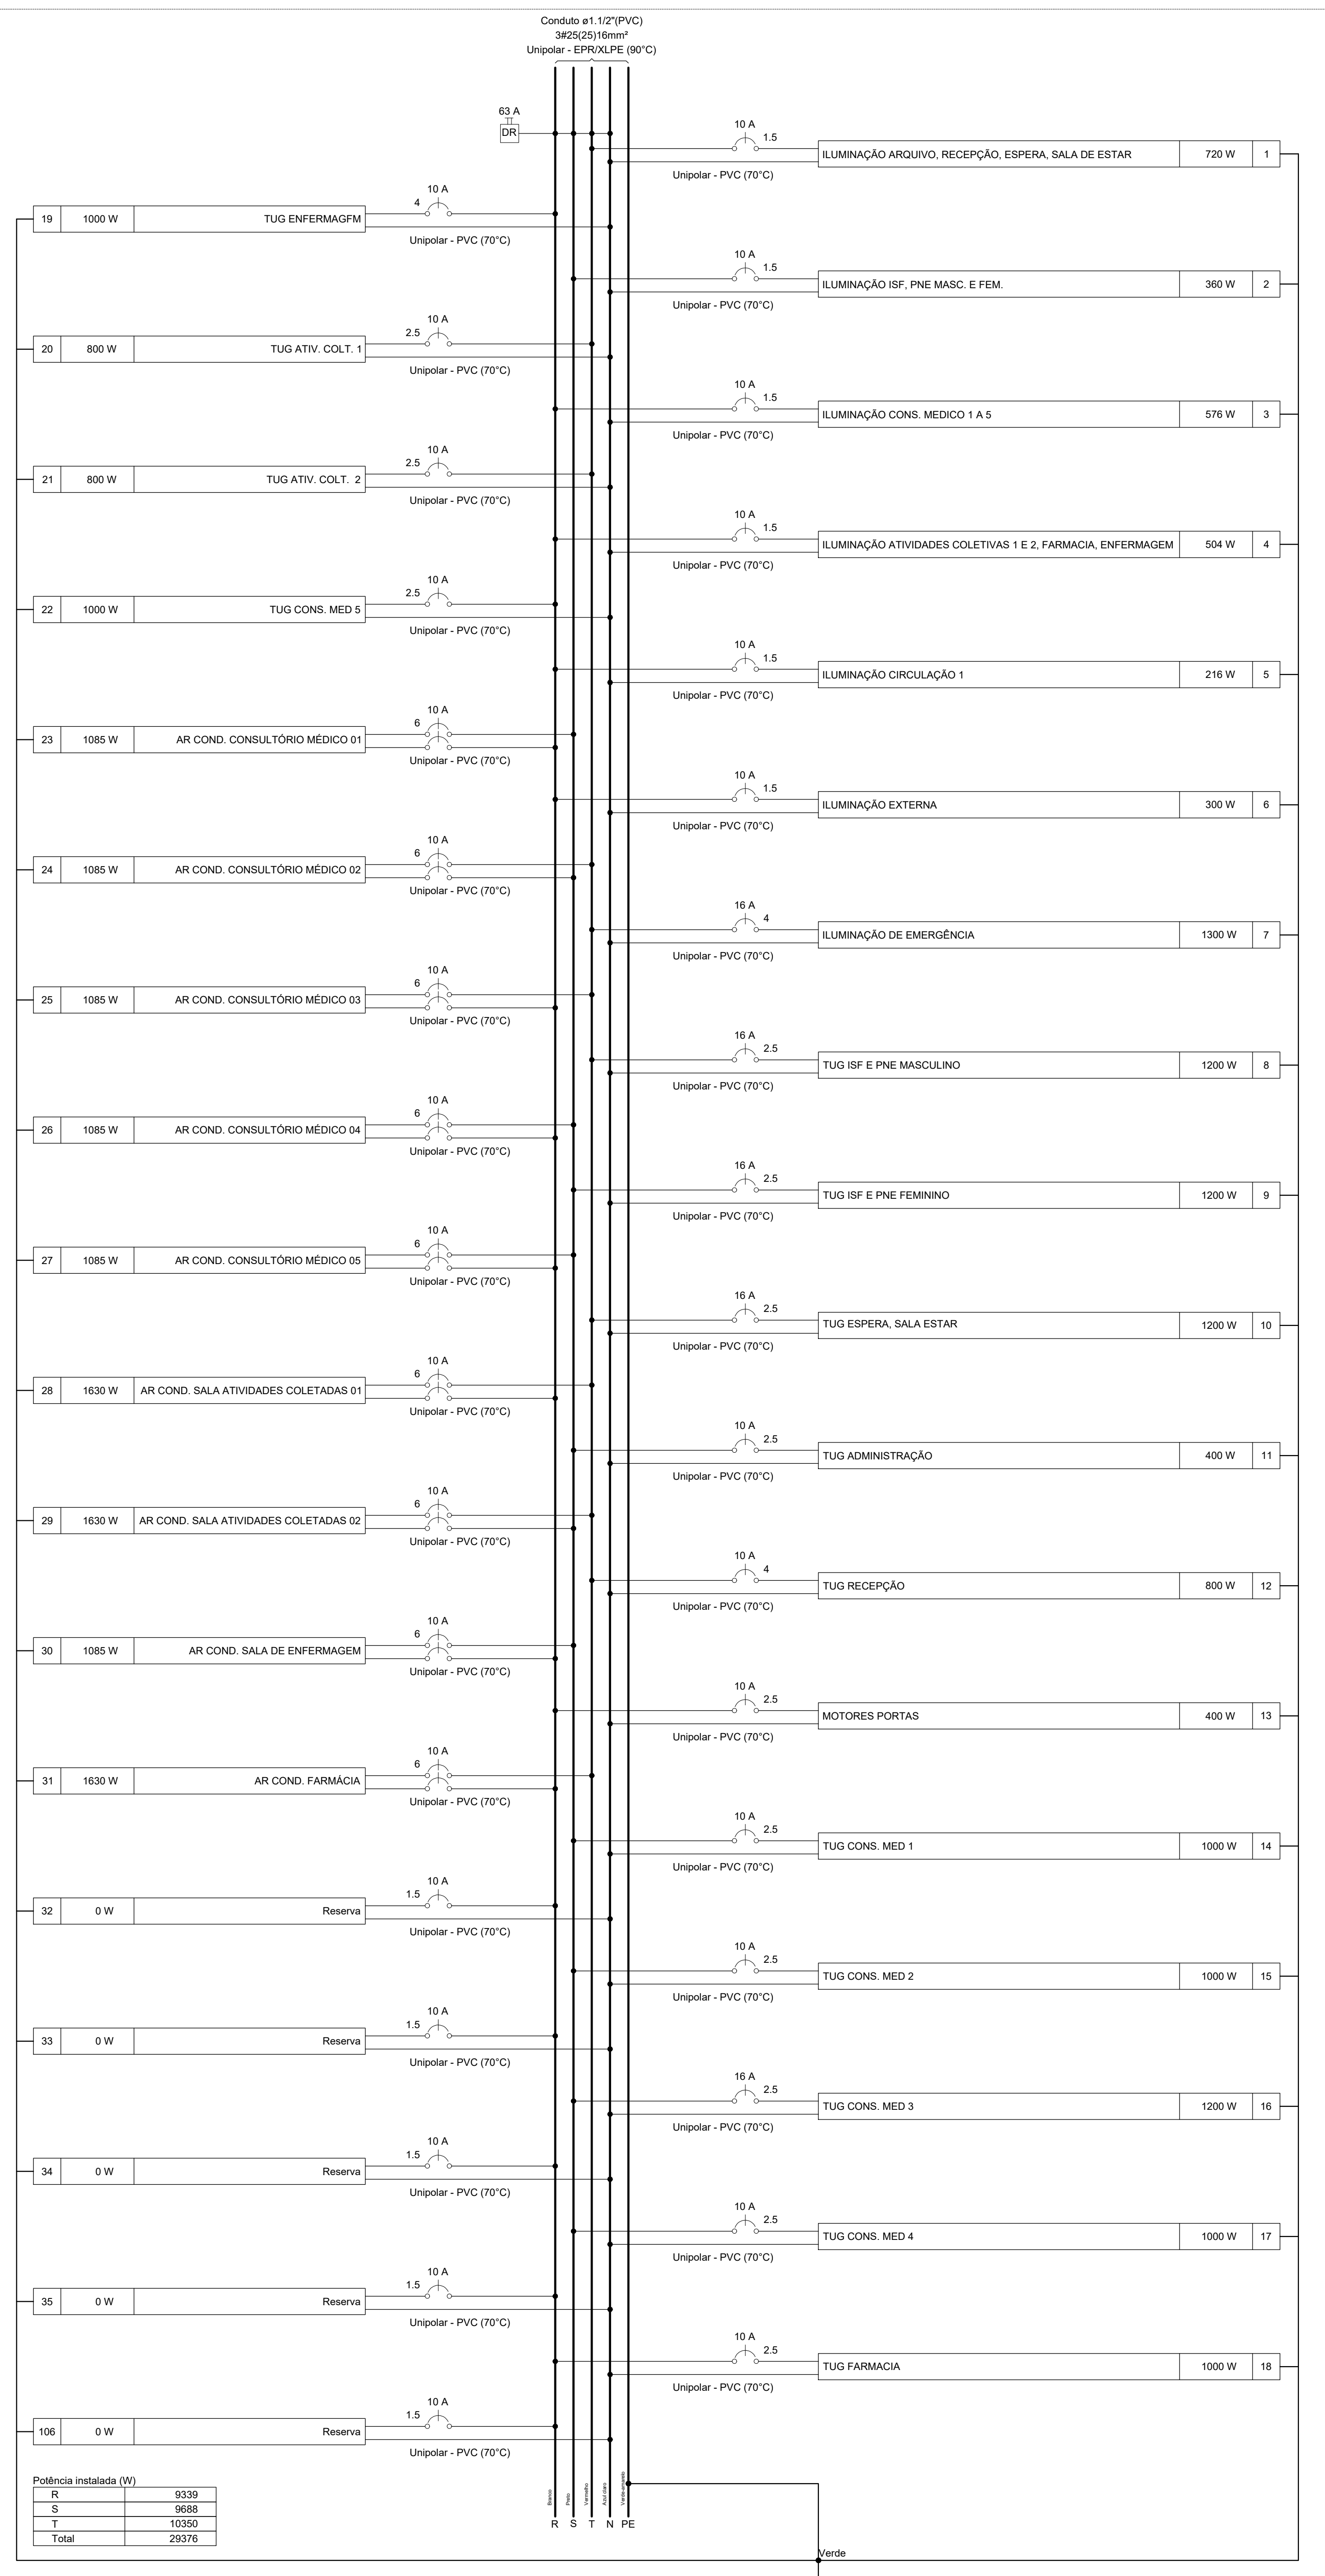 Conduto ø1.1/2"(PVC)
3#25(25)16mm²
Unipolar - EPR/XLPE (90°C)
63 A
DR
10 A
1.5
ILUMINAÇÃO ARQUIVO, RECEPÇÃO, ESPERA, SALA DE ESTAR 720 W 1
Unipolar - PVC (70°C)
10 A
4
19 1000 W TUG ENFERMAGFM
Unipolar - PVC (70°C)
10 A
1.5
ILUMINAÇÃO ISF, PNE MASC. E FEM. 360 W 2
Unipolar - PVC (70°C)
10 A
2.5
20 800 W TUG ATIV. COLT. 1
Unipolar - PVC (70°C)
10 A
1.5
ILUMINAÇÃO CONS. MEDICO 1 A 5 576 W 3
Unipolar - PVC (70°C)
10 A
2.5
21 800 W TUG ATIV. COLT. 2
Unipolar - PVC (70°C)
10 A
1.5
ILUMINAÇÃO ATIVIDADES COLETIVAS 1 E 2, FARMACIA, ENFERMAGEM 504 W 4
Unipolar - PVC (70°C)
10 A
2.5
22 1000 W TUG CONS. MED 5
Unipolar - PVC (70°C)
10 A
1.5
ILUMINAÇÃO CIRCULAÇÃO 1 216 W 5
Unipolar - PVC (70°C)
10 A
6
23 1085 W AR COND. CONSULTÓRIO MÉDICO 01
Unipolar - PVC (70°C)
10 A
1.5
ILUMINAÇÃO EXTERNA 300 W 6
Unipolar - PVC (70°C)
10 A
6
24 1085 W AR COND. CONSULTÓRIO MÉDICO 02
Unipolar - PVC (70°C)
16 A
4
ILUMINAÇÃO DE EMERGÊNCIA 1300 W 7
Unipolar - PVC (70°C)
10 A
6
25 1085 W AR COND. CONSULTÓRIO MÉDICO 03
Unipolar - PVC (70°C)
16 A
2.5
TUG ISF E PNE MASCULINO 1200 W 8
Unipolar - PVC (70°C)
10 A
6
26 1085 W AR COND. CONSULTÓRIO MÉDICO 04
Unipolar - PVC (70°C)
16 A
2.5
TUG ISF E PNE FEMININO 1200 W 9
Unipolar - PVC (70°C)
10 A
6
27 1085 W AR COND. CONSULTÓRIO MÉDICO 05
Unipolar - PVC (70°C)
16 A
2.5
TUG ESPERA, SALA ESTAR 1200 W 10
Unipolar - PVC (70°C)
10 A
6
28 1630 W AR COND. SALA ATIVIDADES COLETADAS 01
Unipolar - PVC (70°C)
10 A
2.5
TUG ADMINISTRAÇÃO 400 W 11
Unipolar - PVC (70°C)
10 A
6
29 1630 W AR COND. SALA ATIVIDADES COLETADAS 02
Unipolar - PVC (70°C)
10 A
4
TUG RECEPÇÃO 800 W 12
Unipolar - PVC (70°C)
10 A
6
30 1085 W AR COND. SALA DE ENFERMAGEM
Unipolar - PVC (70°C)
10 A
2.5
MOTORES PORTAS 400 W 13
Unipolar - PVC (70°C)
10 A
6
31 1630 W AR COND. FARMÁCIA
Unipolar - PVC (70°C)
10 A
2.5
TUG CONS. MED 1 1000 W 14
Unipolar - PVC (70°C)
10 A
1.5
32 0 W Reserva
Unipolar - PVC (70°C)
10 A
2.5
TUG CONS. MED 2 1000 W 15
Unipolar - PVC (70°C)
10 A
1.5
33 0 W Reserva
Unipolar - PVC (70°C)
16 A
2.5
TUG CONS. MED 3 1200 W 16
Unipolar - PVC (70°C)
10 A
1.5
34 0 W Reserva
Unipolar - PVC (70°C)
10 A
2.5
TUG CONS. MED 4 1000 W 17
Unipolar - PVC (70°C)
10 A
1.5
35 0 W Reserva
Unipolar - PVC (70°C)
10 A
2.5
TUG FARMACIA 1000 W 18
Unipolar - PVC (70°C)
10 A
1.5
106 0 W Reserva
Unipolar - PVC (70°C)
Potência instalada (W)
R 9339
S 9688
T 10350
Total 29376
Branco
Preto
Vermelho
Azul claro
Verde-amarelo
R S T N PE
Verde